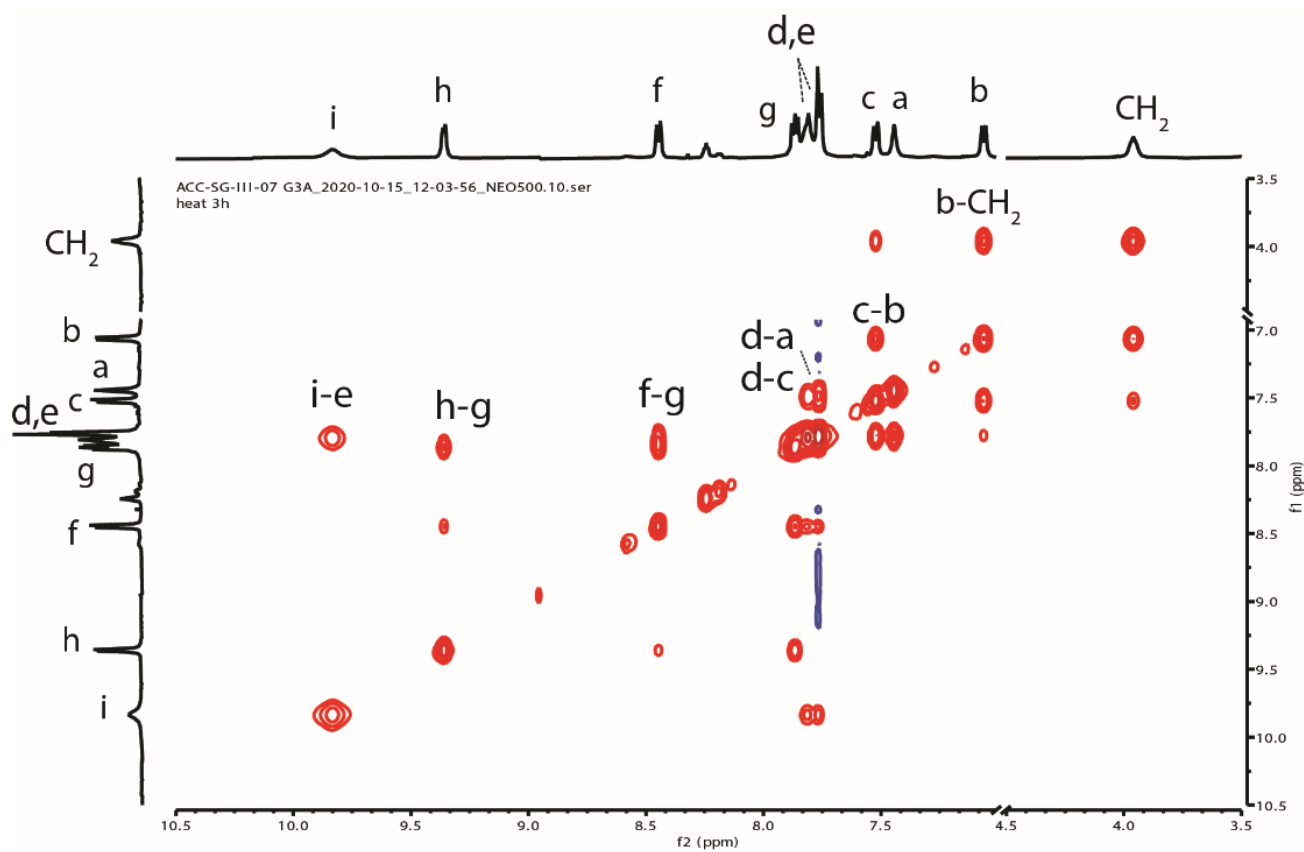 d,e
i
h
f
g
c
a
b
CH₂
ACC-SG-III-07 G3A_2020-10-15_12-03-56_NEO500.10.ser
heat 3h
b-CH₂
CH₂
b
a
c
d,e
g
f
h
i
c-b
d-a
d-c
i-e
h-g
f-g
3.5
4.0
7.0
7.5
8.0
8.5
9.0
9.5
10.0
10.5
f1 (ppm)
10.5
10.0
9.5
9.0
8.5
8.0
7.5
4.5
4.0
3.5
f2 (ppm)